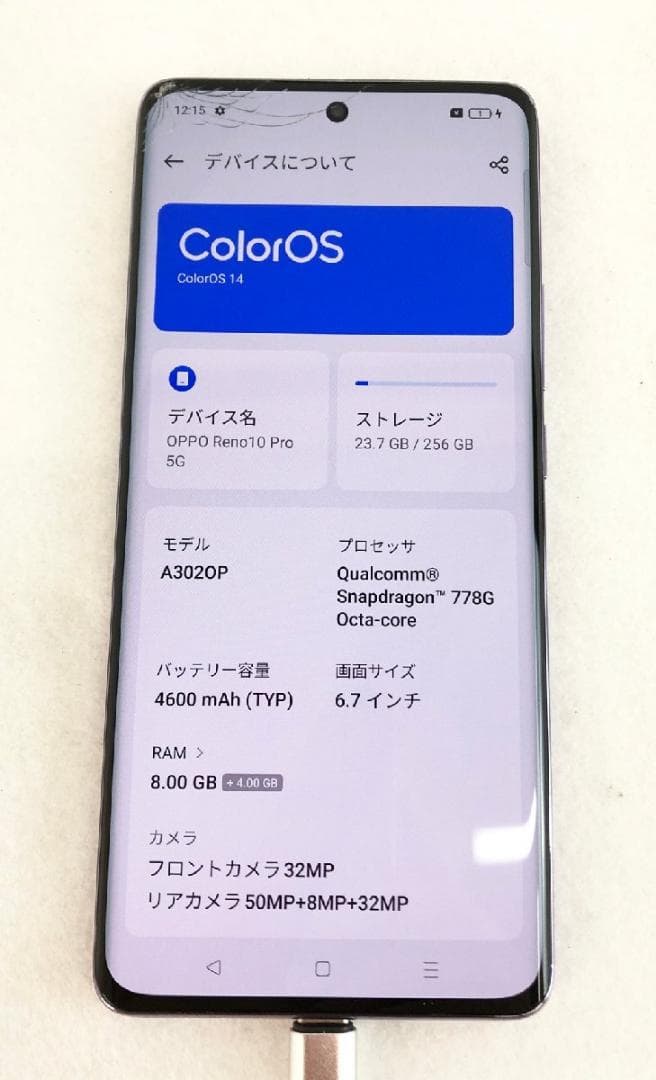 12:15
デバイスについて
ColorOS
ColorOS 14
デバイス名
OPPO Reno10 Pro
5G
ストレージ
23.7 GB / 256 GB
モデル
A302OP
プロセッサ
Qualcomm®
Snapdragon™ 778G
Octa-core
バッテリー容量
4600 mAh (TYP)
画面サイズ
6.7 インチ
RAM >
8.00 GB + 4.00 GB
カメラ
フロントカメラ 32MP
リアカメラ 50MP+8MP+32MP